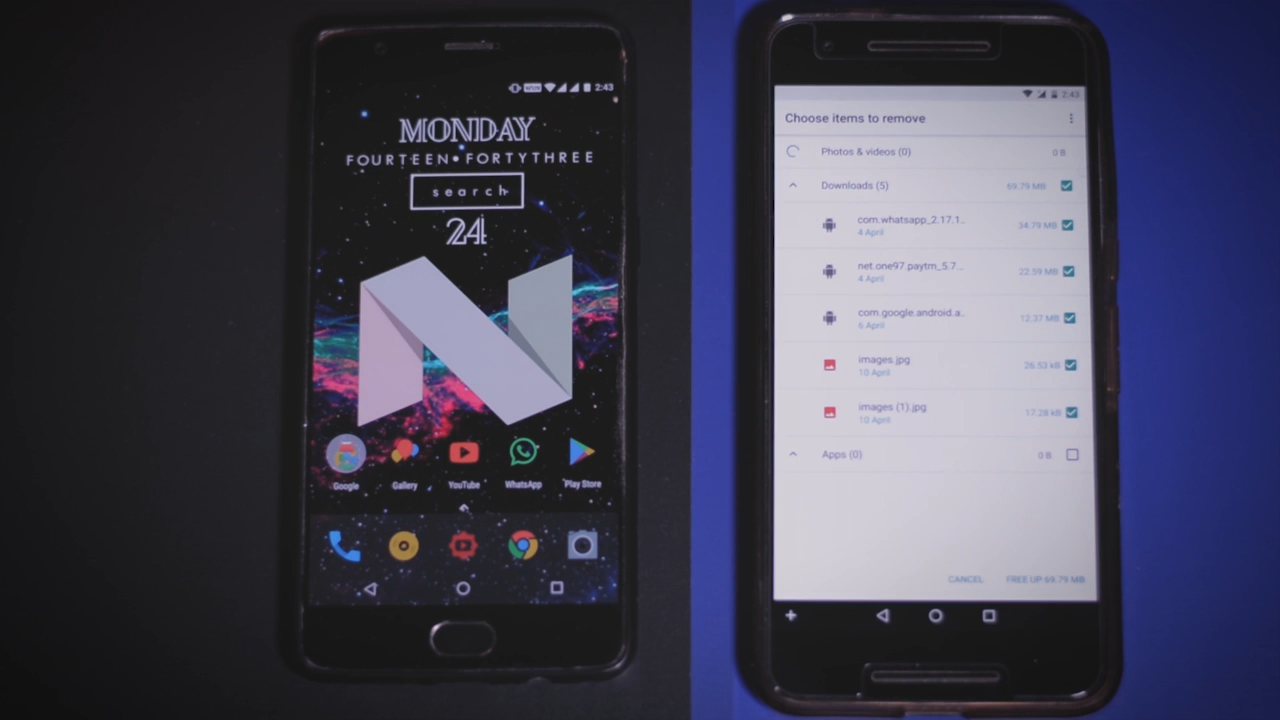 2:43
MONDAY
FOURTEEN•FORTYTHREE
search
24
Google
Gallery
YouTube
WhatsApp
Play Store
2:43
Choose items to remove
Photos & videos (0) 0 B
Downloads (5) 69.79 MB
com.whatsapp_2.17.1.. 34.79 MB
4 April
net.one97.paytm_5.7... 22.59 MB
4 April
com.google.android.a.. 12.37 MB
6 April
images.jpg 26.53 kB
10 April
images (1).jpg 17.28 kB
10 April
Apps (0) 0 B
CANCEL FREE UP 69.79 MB